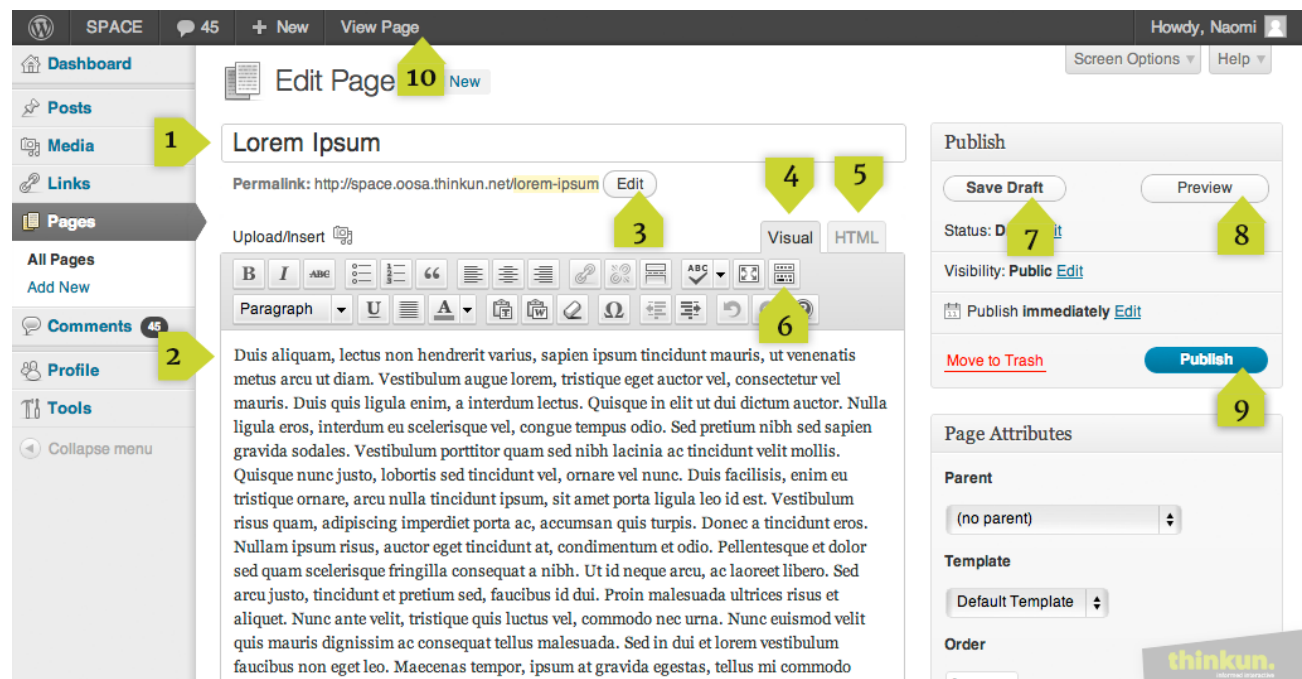 SPACE 45 + New View Page Howdy, Naomi
Dashboard
Posts
Media
Links
Pages
All Pages
Add New
Comments 45
Profile
Tools
Collapse menu
Screen Options Help
Edit Page 10 New
1 Lorem Ipsum
Permalink: http://space.oosa.thinkun.net/lorem-ipsum Edit
3
4
5
Upload/Insert Visual HTML
B I ABC ABC
Paragraph U A T W Ω
6
2
Duis aliquam, lectus non hendrerit varius, sapien ipsum tincidunt mauris, ut venenatis
metus arcu ut diam. Vestibulum augue lorem, tristique eget auctor vel, consectetur vel
mauris. Duis quis ligula enim, a interdum lectus. Quisque in elit ut dui dictum auctor. Nulla
ligula eros, interdum eu scelerisque vel, congue tempus odio. Sed pretium nibh sed sapien
gravida sodales. Vestibulum porttitor quam sed nibh lacinia ac tincidunt velit mollis.
Quisque nunc justo, lobortis sed tincidunt vel, ornare vel nunc. Duis facilisis, enim eu
tristique ornare, arcu nulla tincidunt ipsum, sit amet porta ligula leo id est. Vestibulum
risus quam, adipiscing imperdiet porta ac, accumsan quis turpis. Donec a tincidunt eros.
Nullam ipsum risus, auctor eget tincidunt at, condimentum et odio. Pellentesque et dolor
sed quam scelerisque fringilla consequat a nibh. Ut id neque arcu, ac laoreet libero. Sed
arcu justo, tincidunt et pretium sed, faucibus id dui. Proin malesuada ultrices risus et
aliquet. Nunc ante velit, tristique quis luctus vel, commodo nec urna. Nunc euismod velit
quis mauris dignissim ac consequat tellus malesuada. Sed in dui et lorem vestibulum
faucibus non eget leo. Maecenas tempor, ipsum at gravida egestas, tellus mi commodo
Publish
Save Draft Preview
Status: 7 8
Visibility: Public Edit
Publish immediately Edit
Move to Trash Publish
9
Page Attributes
Parent
(no parent)
Template
Default Template
Order
thinkun.